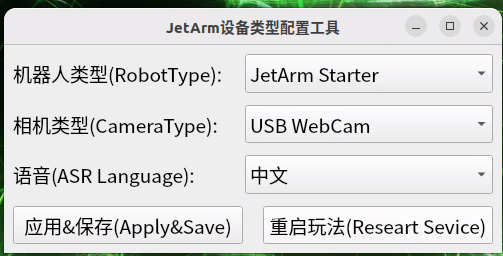 JetArm设备类型配置工具
机器人类型(RobotType): JetArm Starter
相机类型(CameraType): USB WebCam
语音(ASR Language): 中文
应用&保存(Apply&Save) 重启玩法(Researt Sevice)